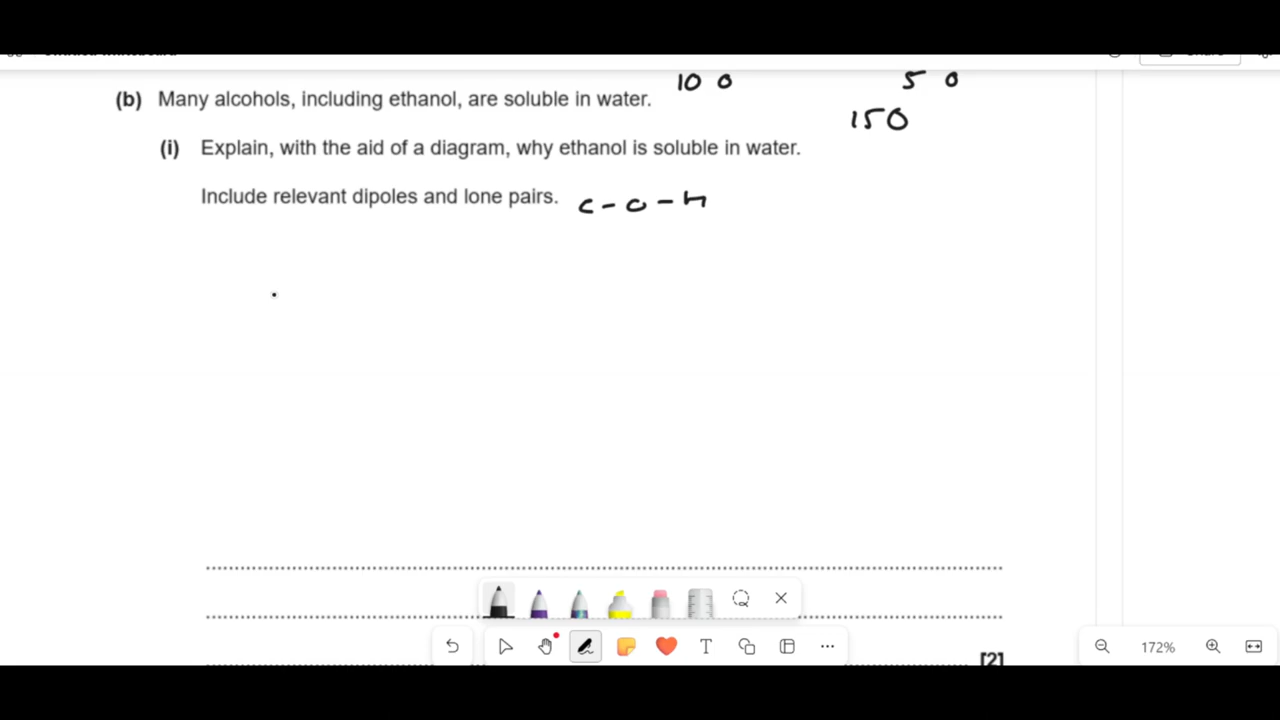 10 0 5 0
(b) Many alcohols, including ethanol, are soluble in water.
150
(i) Explain, with the aid of a diagram, why ethanol is soluble in water.
Include relevant dipoles and lone pairs. C-O-H
T
172%
[2]